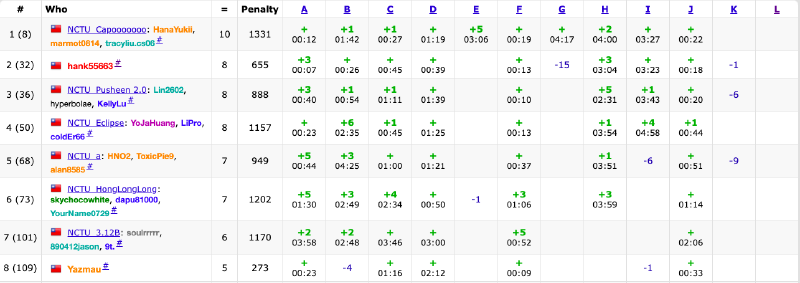 # Who = Penalty A B C D E F G H I J K L
1 (8) NCTU_Capooooooo: HanaYukii, 10 1331 + +1 +1 + +5 + + +2 + +
marmot0814, tracyliu.cs06 # 00:12 01:42 00:27 01:19 03:06 00:19 04:17 04:00 03:27 00:22
2 (32) hank55663 # 8 655 +3 + + + + -15 +3 + + -1
00:07 00:26 00:45 00:39 00:13 03:04 03:23 00:18
3 (36) NCTU_Pusheen 2.0: Lin2602, 8 888 +3 +1 +1 + + +5 +1 + -6
hyperbolae, KellyLu # 00:40 00:54 01:11 01:39 00:10 02:31 03:43 00:20
4 (50) NCTU_Eclipse: YoJaHuang, LiPro, 8 1157 + +6 +1 + + +1 +4 +1
coldEr66 # 00:23 02:35 00:45 01:25 00:13 03:54 04:58 00:44
5 (68) NCTU_a: HNO2, ToxicPie9, 7 949 +5 +3 + + + +1 -6 + -9
alan8585 # 00:44 04:25 01:00 01:21 00:37 03:51 00:51
6 (73) NCTU_HongLongLong: 7 1202 +5 +3 +4 + -1 +3 +3 +
skychocowhite, dapu81000, 01:30 02:49 02:34 00:50 01:06 03:59 01:14
YourName0729 #
7 (101) NCTU_3.12B: souirrrrr, 6 1170 +2 +2 + + +5 +
890412jason, 9t. # 03:58 02:48 03:46 03:00 00:52 02:06
8 (109) Yazmau # 5 273 + -4 + + + -1 +
00:23 01:16 02:12 00:09 00:33